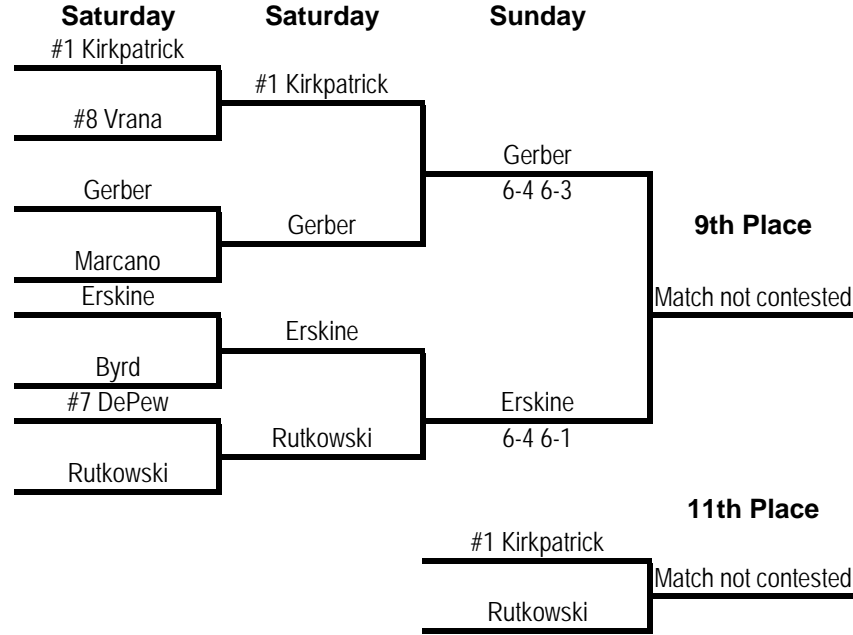 Saturday Saturday Sunday
#1 Kirkpatrick
#1 Kirkpatrick
#8 Vrana
Gerber
6-4 6-3
Gerber
Gerber
9th Place
Marcano
Erskine
Match not contested
Erskine
Byrd
#7 DePew
Erskine
6-4 6-1
Rutkowski
Rutkowski
11th Place
#1 Kirkpatrick
Match not contested
Rutkowski